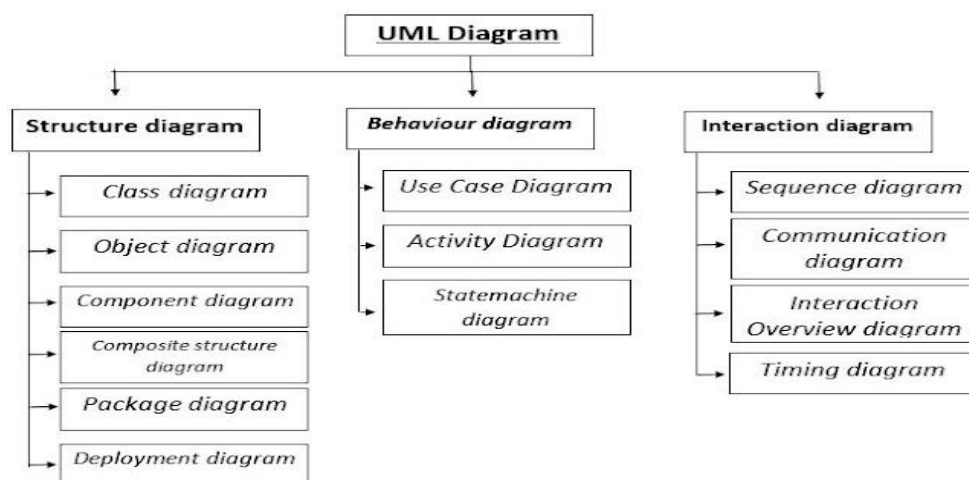 UML Diagram
Structure diagram
Class diagram
Object diagram
Component diagram
Composite structure
diagram
Package diagram
Deployment diagram
Behaviour diagram
Use Case Diagram
Activity Diagram
Statemachine
diagram
Interaction diagram
Sequence diagram
Communication
diagram
Interaction
Overview diagram
Timing diagram